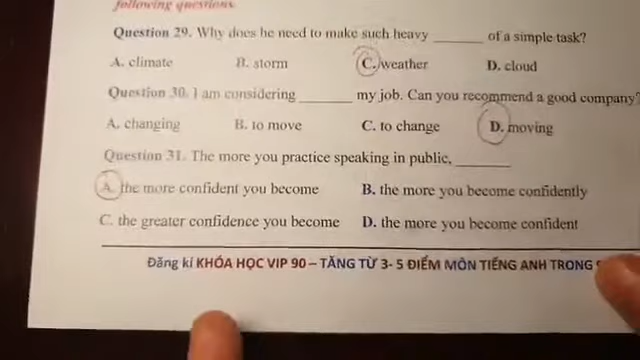 following questions.
Question 29. Why does he need to make such heavy _______ of a simple task?
A. climate B. storm C. weather D. cloud
Question 30. I am considering _______ my job. Can you recommend a good company?
A. changing B. to move C. to change D. moving
Question 31. The more you practice speaking in public, _______
A. the more confident you become B. the more you become confidently
C. the greater confidence you become D. the more you become confident
Đăng kí KHÓA HỌC VIP 90 – TĂNG TỪ 3- 5 ĐIỂM MÔN TIẾNG ANH TRONG